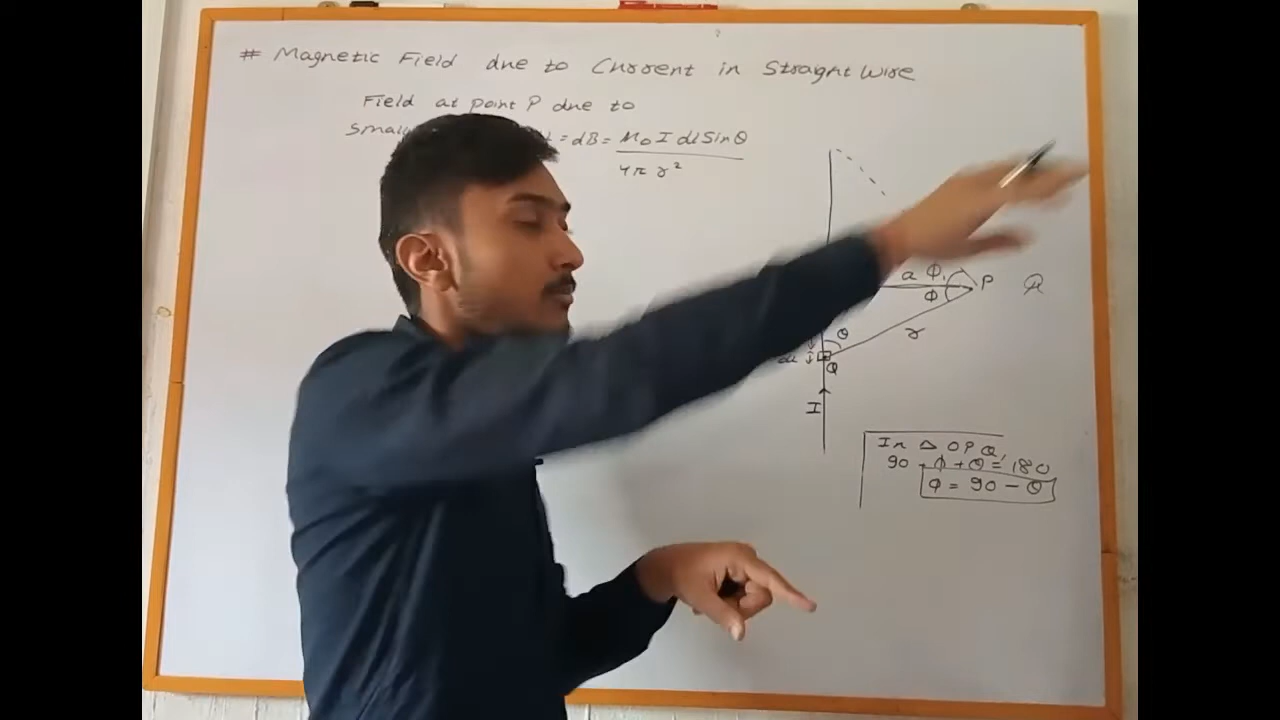 # Magnetic Field due to Current in Straight Wire
Field at point P due to
Small = dB = μ0 I dl Sin θ
4π r²
a Φ1 P
Φ
r
θ
dl
Q
I
In Δ OPQ,
90 + Φ + θ = 180
Φ = 90 - θ